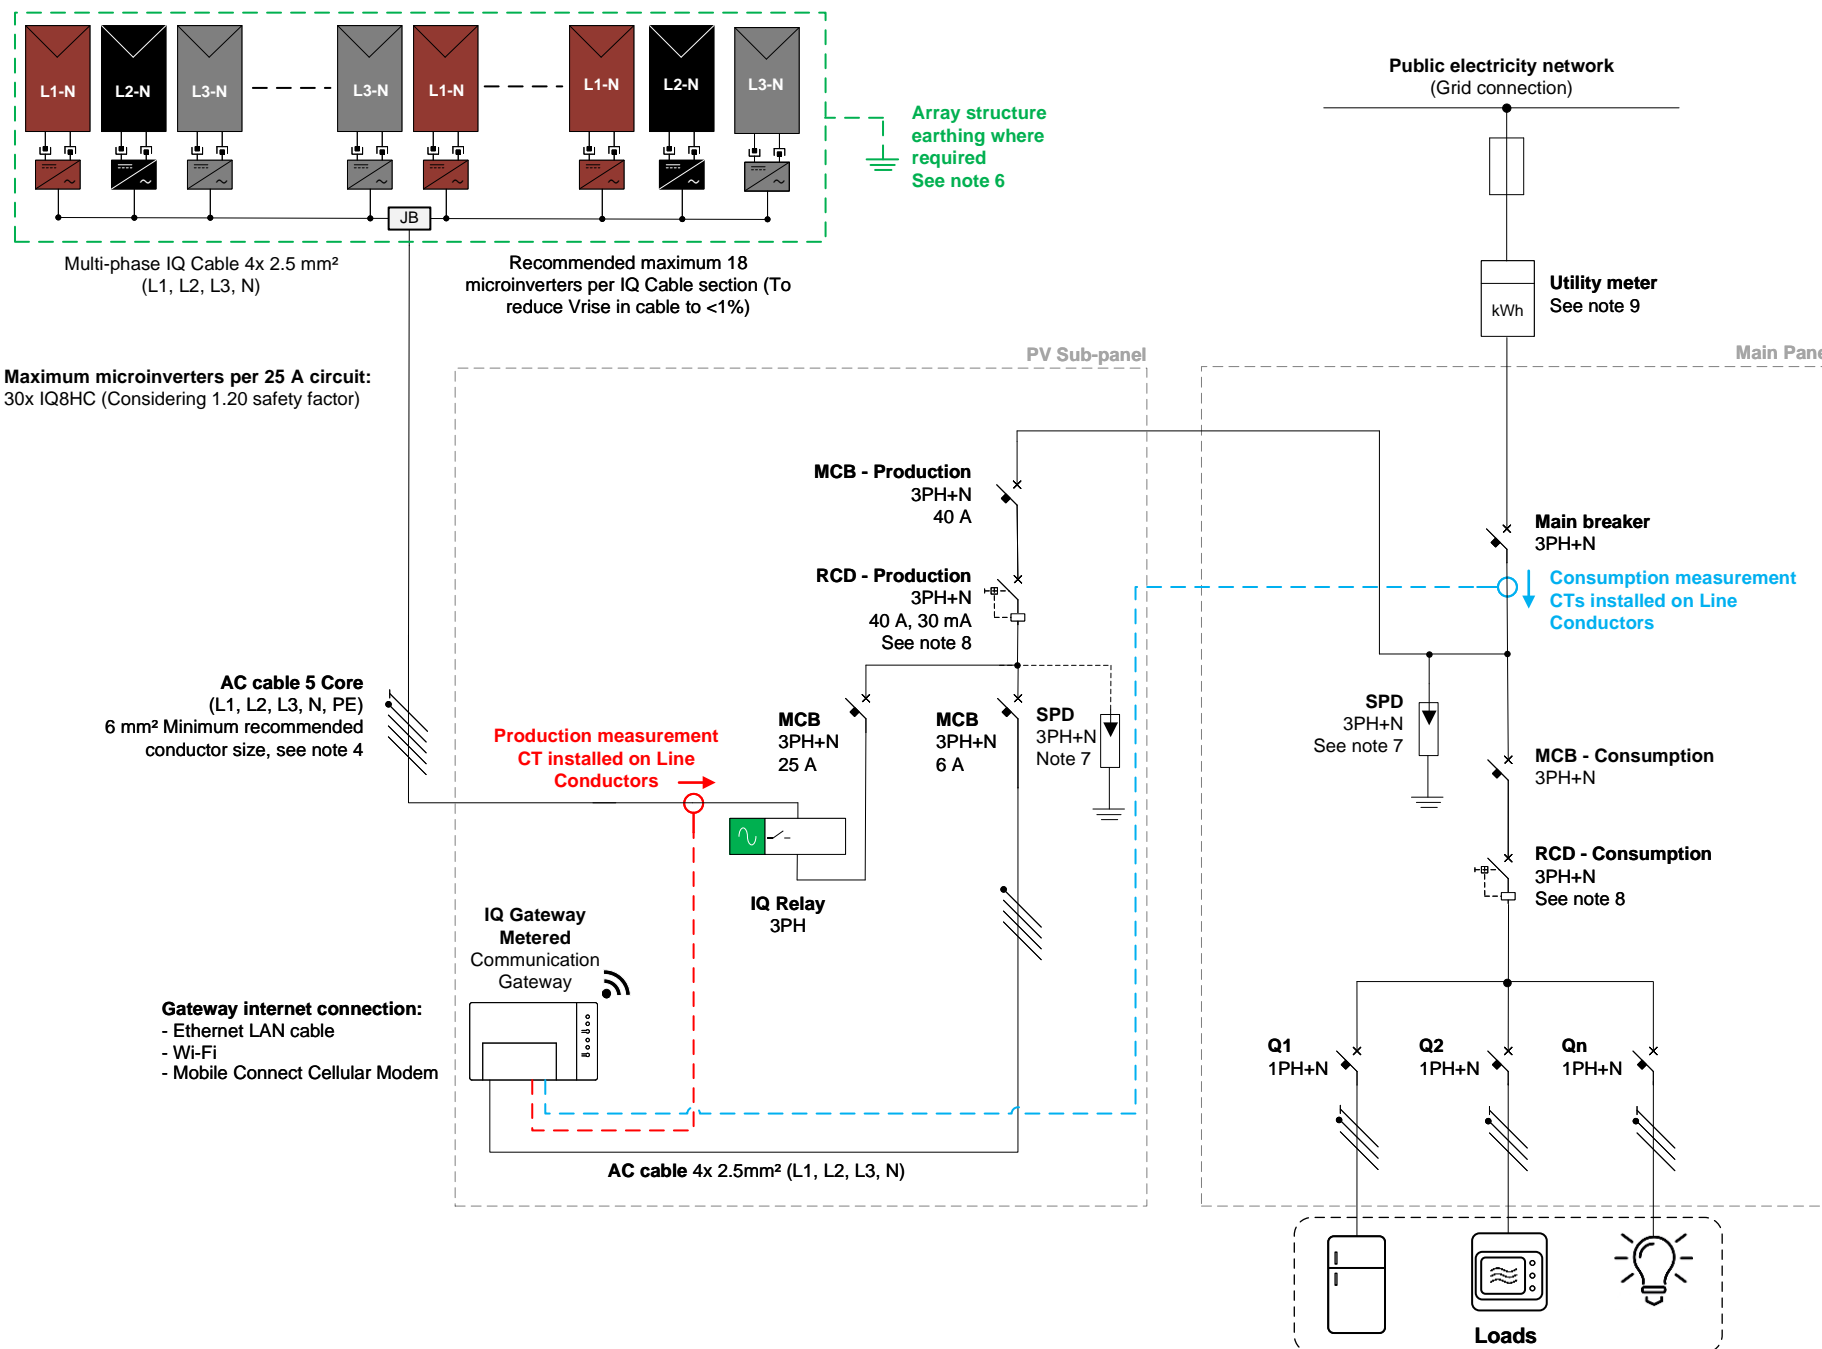 L1-N
L2-N
L3-N
L3-N
L1-N
L1-N
L2-N
L3-N
JB
Multi-phase IQ Cable 4x 2.5 mm²
(L1, L2, L3, N)
Recommended maximum 18
microinverters per IQ Cable section (To
reduce Vrise in cable to <1%)
Array structure
earthing where
required
See note 6
Public electricity network
(Grid connection)
kWh
Utility meter
See note 9
Maximum microinverters per 25 A circuit:
30x IQ8HC (Considering 1.20 safety factor)
PV Sub-panel
Main Pane
MCB - Production
3PH+N
40 A
RCD - Production
3PH+N
40 A, 30 mA
See note 8
Main breaker
3PH+N
Consumption measurement
CTs installed on Line
Conductors
AC cable 5 Core
(L1, L2, L3, N, PE)
6 mm² Minimum recommended
conductor size, see note 4
Production measurement
CT installed on Line
Conductors
MCB
3PH+N
25 A
MCB
3PH+N
6 A
SPD
3PH+N
Note 7
SPD
3PH+N
See note 7
MCB - Consumption
3PH+N
RCD - Consumption
3PH+N
See note 8
IQ Relay
3PH
IQ Gateway
Metered
Communication
Gateway
Gateway internet connection:
- Ethernet LAN cable
- Wi-Fi
- Mobile Connect Cellular Modem
AC cable 4x 2.5mm² (L1, L2, L3, N)
Q1
1PH+N
Q2
1PH+N
Qn
1PH+N
Loads